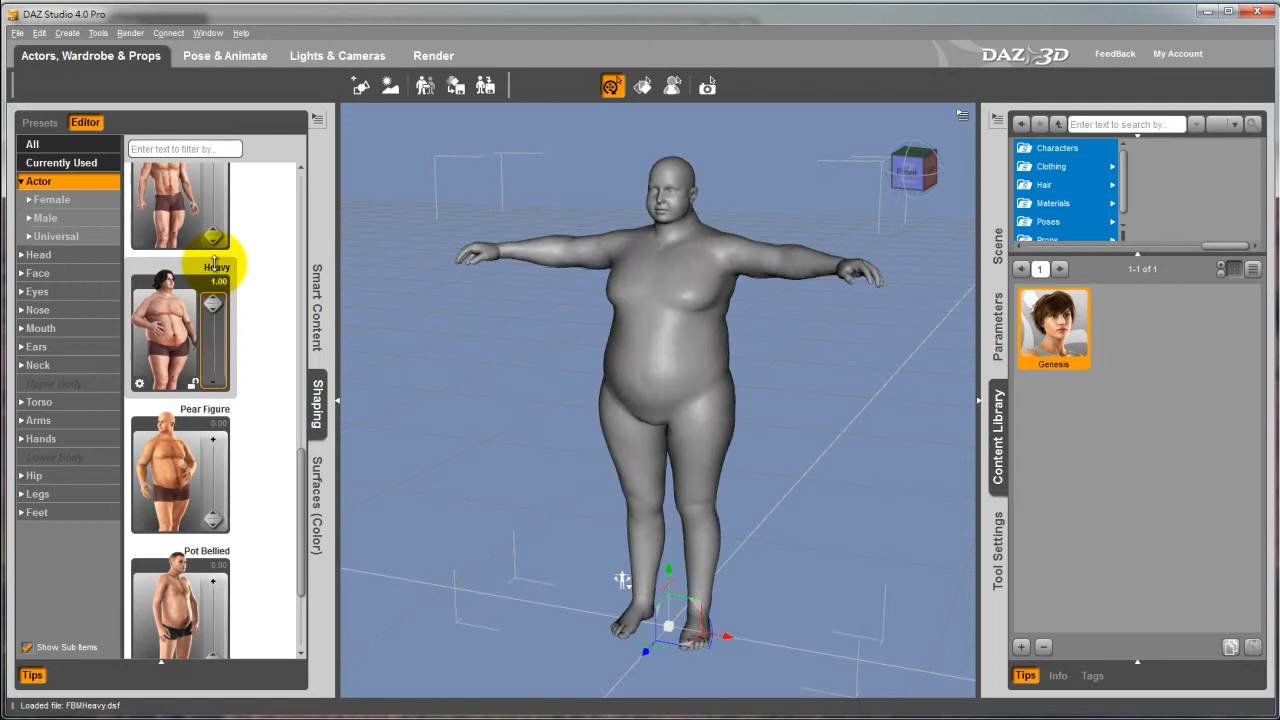 DAZ Studio 4.0 Pro
File Edit Create Tools Render Connect Window Help
Actors, Wardrobe & Props Pose & Animate Lights & Cameras Render
DAZ 3D FeedBack My Account
Presets Editor
Enter text to filter by...
All
Currently Used
Actor
Female
Male
Universal
Head
Face
Eyes
Nose
Mouth
Ears
Neck
Upper Body
Torso
Arms
Hands
Lower Body
Hip
Legs
Feet
Show Sub Items
Tips
Heavy
1.00
Pear Figure
0.00
Pot Bellied
0.00
Smart Content
Shaping
Surfaces (Color)
Front
Scene
Parameters
Content Library
Tool Settings
Enter text to search by...
Characters
Clothing
Hair
Materials
Poses
Props
1
1-1 of 1
Genesis
Tips Info Tags
Loaded file: FBMHeavy.dsf